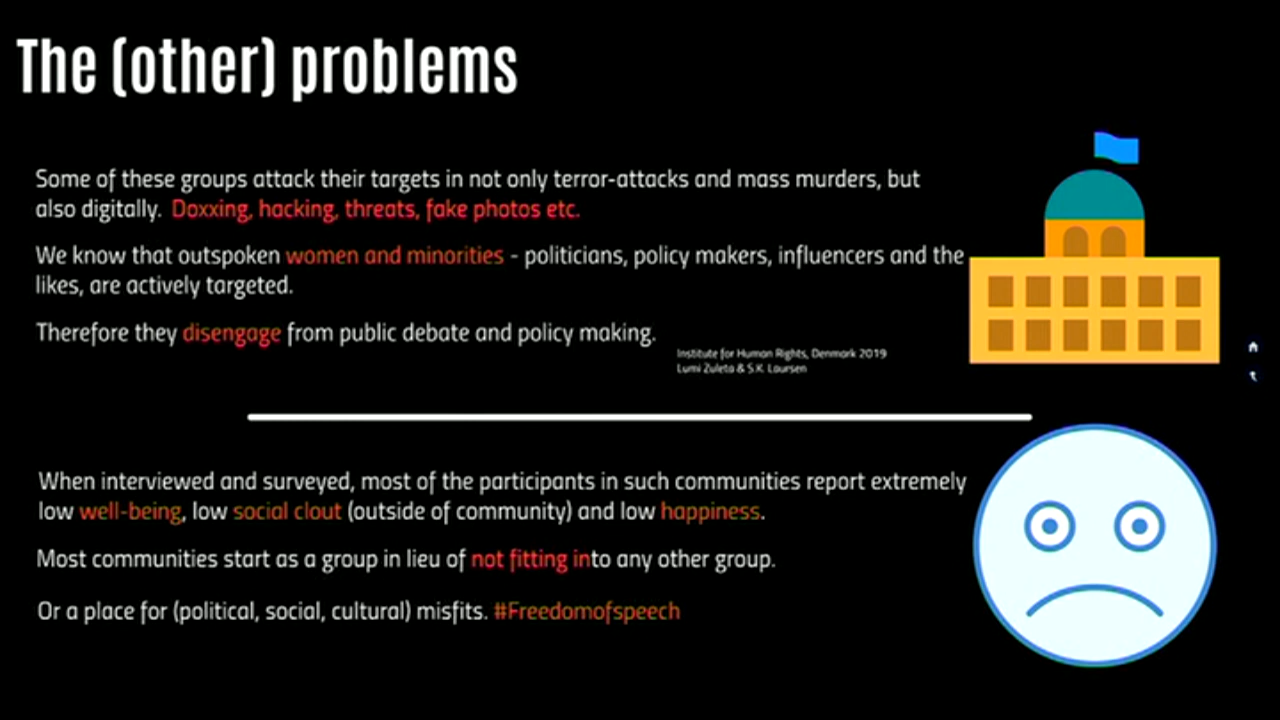 The (other) problems
Some of these groups attack their targets in not only terror-attacks and mass murders, but
also digitally. Doxxing, hacking, threats, fake photos etc.
We know that outspoken women and minorities - politicians, policy makers, influencers and the
likes, are actively targeted.
Therefore they disengage from public debate and policy making.
Institute for Human Rights, Denmark 2019
Lumi Zuleta & S.K. Laursen
When interviewed and surveyed, most of the participants in such communities report extremely
low well-being, low social clout (outside of community) and low happiness.
Most communities start as a group in lieu of not fitting into any other group.
Or a place for (political, social, cultural) misfits. #Freedomofspeech